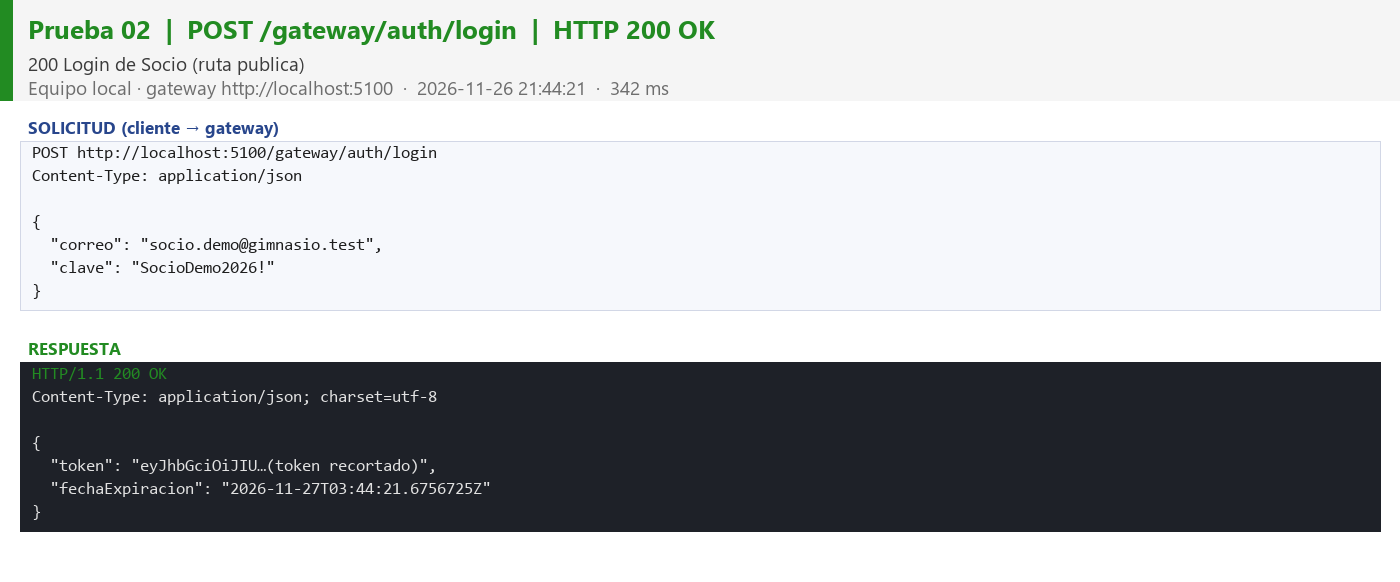 Prueba 02 | POST /gateway/auth/login | HTTP 200 OK
200 Login de Socio (ruta publica)
Equipo local · gateway http://localhost:5100 · 2026-11-26 21:44:21 · 342 ms
SOLICITUD (cliente → gateway)
POST http://localhost:5100/gateway/auth/login
Content-Type: application/json
{
"correo": "socio.demo@gimnasio.test",
"clave": "SocioDemo2026!"
}
RESPUESTA
HTTP/1.1 200 OK
Content-Type: application/json; charset=utf-8
{
"token": "eyJhbGciOiJIU…(token recortado)",
"fechaExpiracion": "2026-11-27T03:44:21.6756725Z"
}